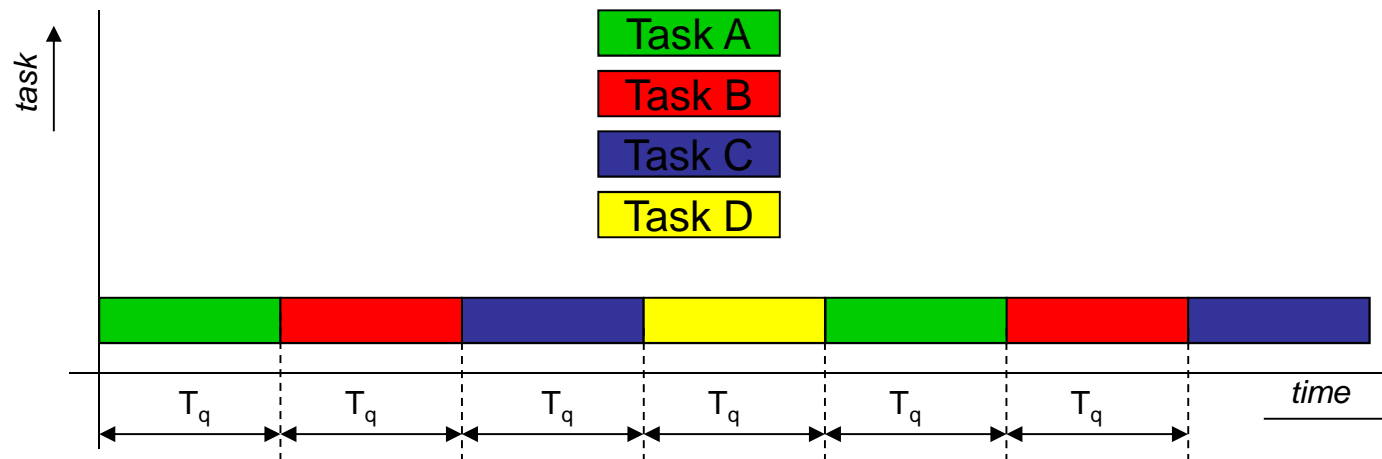 task
Task A
Task B
Task C
Task D
time
Tq Tq Tq Tq Tq Tq